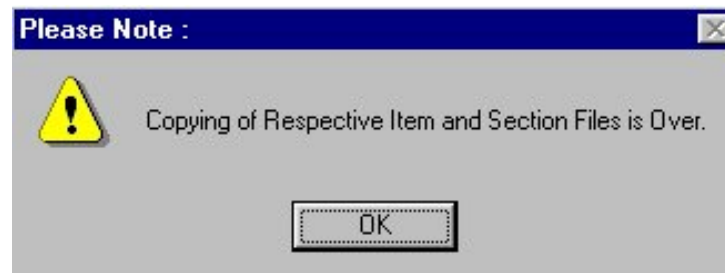 Please Note :
Copying of Respective Item and Section Files is Over.
OK